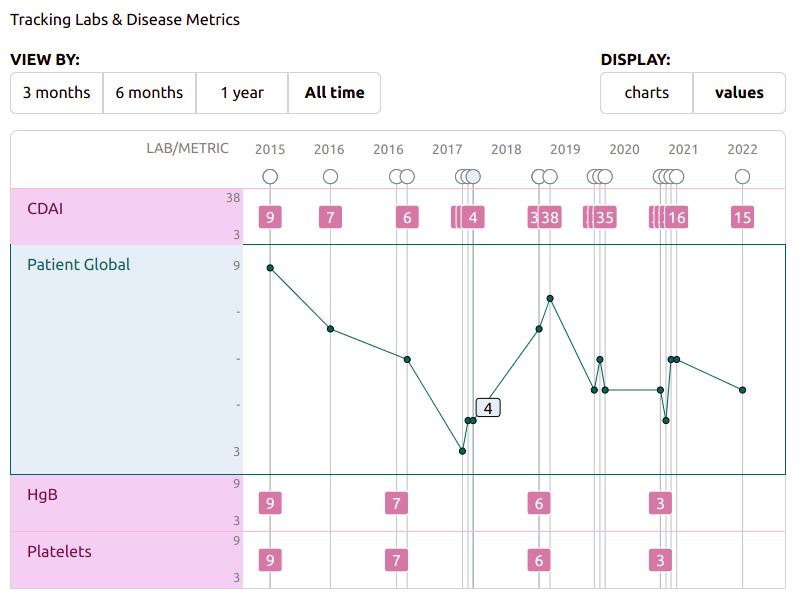 Tracking Labs & Disease Metrics
VIEW BY:
DISPLAY:
3 months 6 months 1 year All time
charts values
LAB/METRIC 2015 2016 2016 2017 2018 2019 2020 2021 2022
CDAI
38
3
9 7 6 4 38 35 16 15
Patient Global
9
-
-
-
3
4
HgB
9
3
9 7 6 3
Platelets
9
3
9 7 6 3